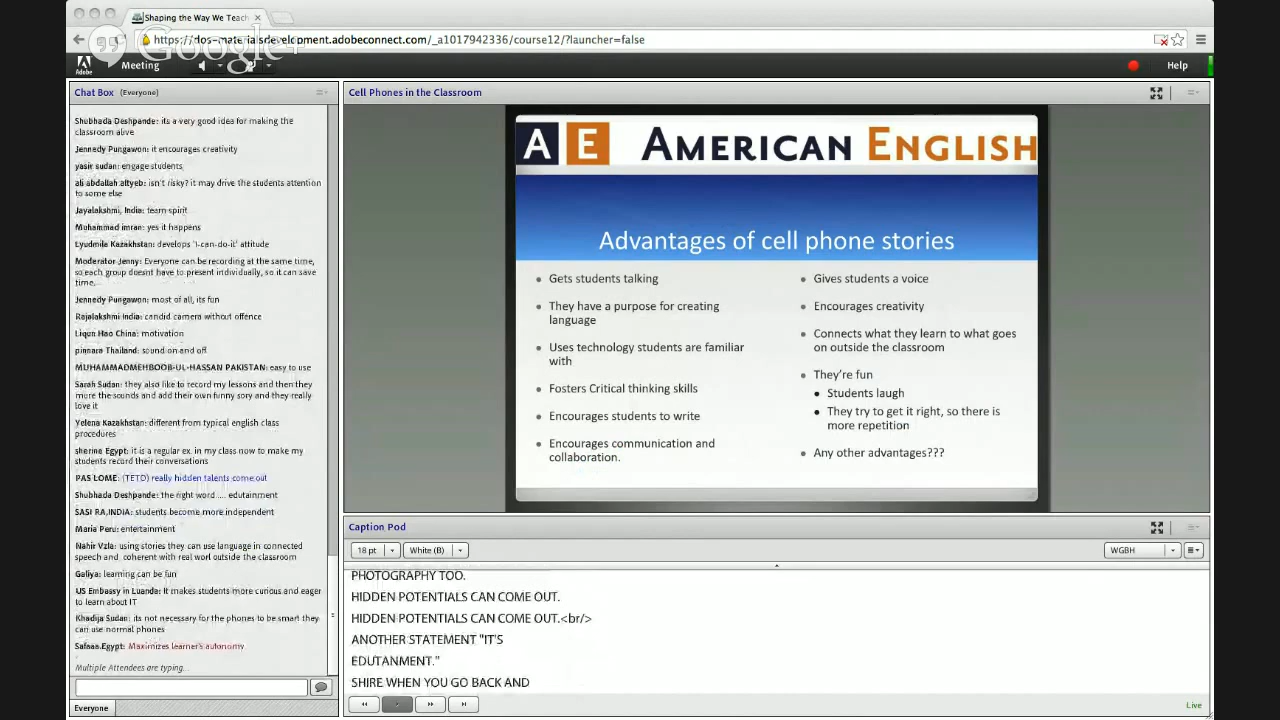 Shaping the Way We Teach
Google+
https://dos-materialsdevelopment.adobeconnect.com/_a1017942336/course12/?launcher=false
Adobe
Meeting
Help
Chat Box (Everyone)
Shubhada Deshpande: its a very good idea for making the
classroom alive
Jennedy Pungawon: it encourages creativity
yasir sudan: engage students
ali abdallah altyeb: isn't risky? it may drive the students attention
to some else
Jayalakshmi, India: team spirit
Muhammad imran: yes it happens
Lyudmila Kazakhstan: develops 'I-can-do-it' attitude
Moderator Jenny: Everyone can be recording at the same time,
so each group doesnt have to present individually, so it can save
time.
Jennedy Pungawon: most of all, its fun
Rajalakshmi India: candid camera without offence
Liqun Hao China: motivation
pinnara Thailand: sound on and off
MUHAMMADMEHBOOB-UL-HASSAN PAKISTAN: easy to use
Sarah Sudan: they also like to record my lessons and then they
more the sounds and add their own funny sory and they really
love it
Yelena Kazakhstan: different from typical english class
procedures
sherine Egypt: it is a regular ex. in my class now to make my
students record their conversations
PAS LOME: (TETD) really hidden talents come out
Shubhada Deshpande: the right word.... edutainment
SASI RA,INDIA: students become more independent
Maria Peru: entertainment
Nahir Vzla: using stories they can use language in connected
speech and coherent with real worl outside the classroom
Galiya: learning can be fun
US Embassy in Luanda: It makes students more curious and eager
to learn about IT
Khadija Sudan: its not necessary for the phones to be smart they
can use normal phones
Safaaa Egypt: Maximizes learner's autonomy
Multiple Attendees are typing...
Everyone
Cell Phones in the Classroom
AE AMERICAN ENGLISH
Advantages of cell phone stories
Gets students talking
They have a purpose for creating
language
Uses technology students are familiar
with
Fosters Critical thinking skills
Encourages students to write
Encourages communication and
collaboration.
Gives students a voice
Encourages creativity
Connects what they learn to what goes
on outside the classroom
They're fun
Students laugh
They try to get it right, so there is
more repetition
Any other advantages???
Caption Pod
18 pt
White (B)
WGBH
PHOTOGRAPHY TOO.
HIDDEN POTENTIALS CAN COME OUT.
HIDDEN POTENTIALS CAN COME OUT.<br/>
ANOTHER STATEMENT "IT'S
EDUTANMENT."
SHIRE WHEN YOU GO BACK AND
Live